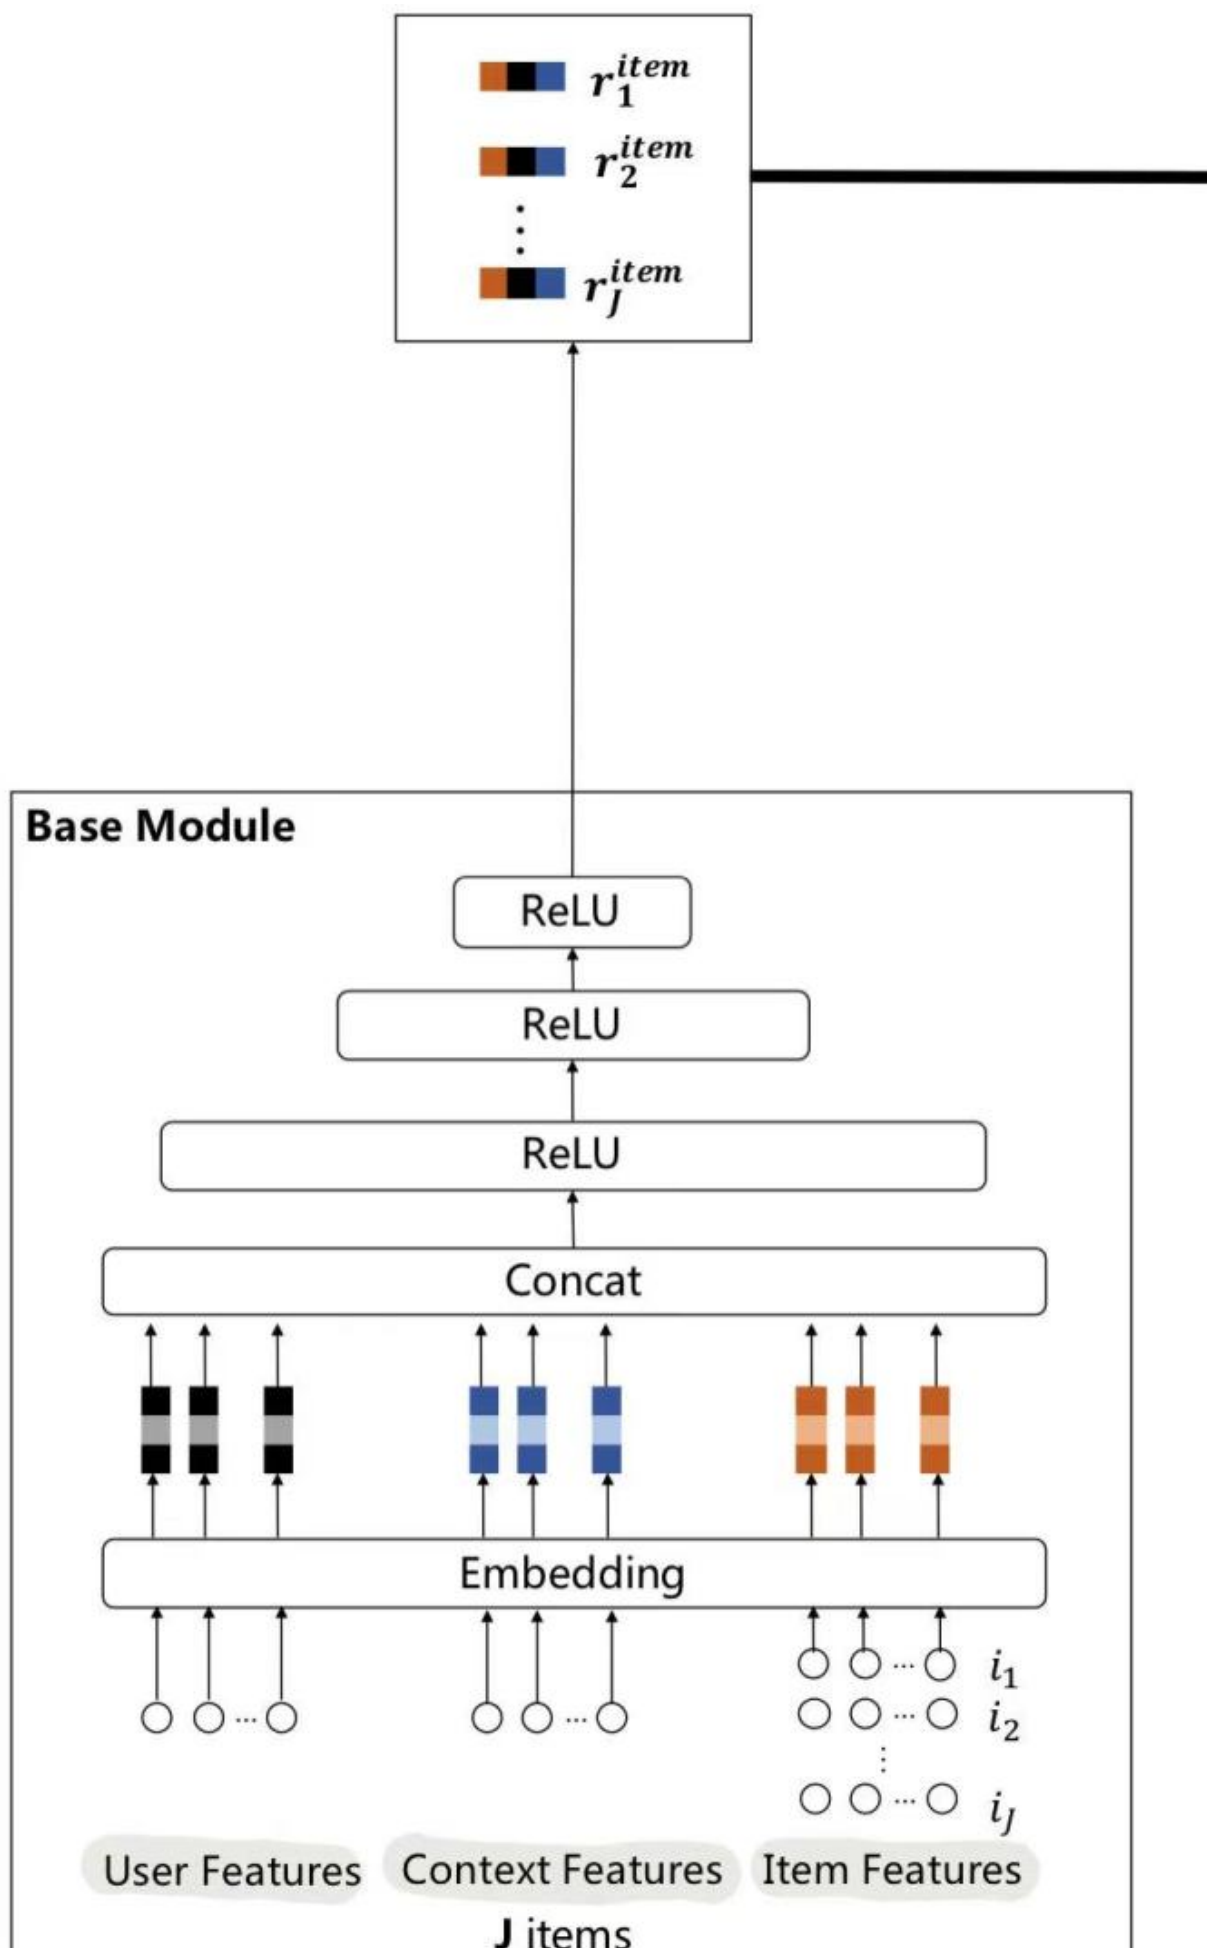 r_1^{item}
r_2^{item}
⋮
r_J^{item}
Base Module
ReLU
ReLU
ReLU
Concat
Embedding
... ... ... i_1
... i_2
⋮
... i_J
User Features Context Features Item Features
J items